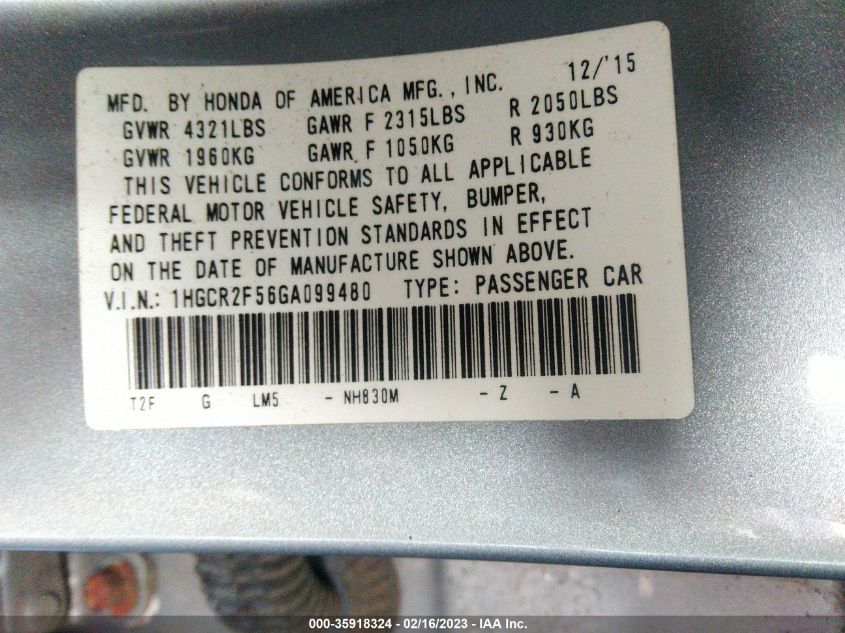 MFD. BY HONDA OF AMERICA MFG., INC. 12/'15
GVWR 4321LBS GAWR F 2315LBS R 2050LBS
GVWR 1960KG GAWR F 1050KG R 930KG
THIS VEHICLE CONFORMS TO ALL APPLICABLE
FEDERAL MOTOR VEHICLE SAFETY, BUMPER,
AND THEFT PREVENTION STANDARDS IN EFFECT
ON THE DATE OF MANUFACTURE SHOWN ABOVE.
V.I.N.: 1HGCR2F56GA099480 TYPE: PASSENGER CAR
T2F G LM5 - NH830M - Z - A
000-35918324 / 02/16/2023 - IAA Inc.